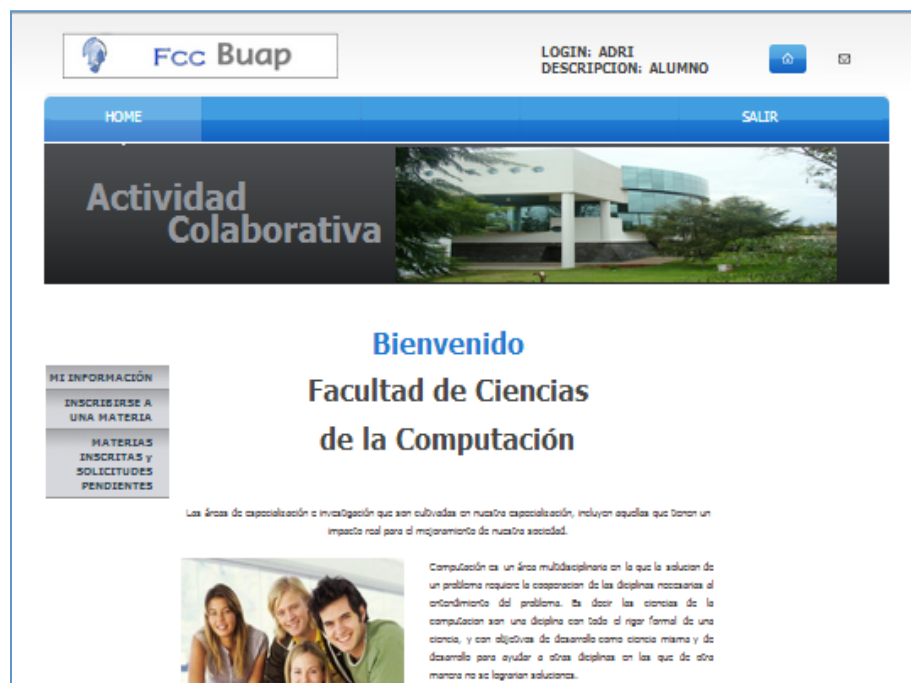 Fcc Buap
LOGIN: ADRI
DESCRIPCION: ALUMNO
HOME
SALIR
Actividad
Colaborativa
Bienvenido
Facultad de Ciencias
de la Computación
MI INFORMACIÓN
INSCRIBIRSE A
UNA MATERIA
MATERIAS
INSCRITAS y
SOLICITUDES
PENDIENTES
Las áreas de especialización e investigación que son cultivadas en nuestra especialización, incluyen aquellas que tienen un
impacto real para el mejoramiento de nuestra sociedad.
Computación es un área multidisciplinaria en la que la solucion de
un problema requiere la cooperacion de las diciplinas necesarias al
entendimiento del problema. Es decir las ciencias de la
computacion son una diciplina con todo el rigor formal de una
ciencia, y con objetivos de desarrollo como ciencia misma y de
desarrollo para ayudar a otras diciplinas en las que de otra
manera no se lograrian soluciones.